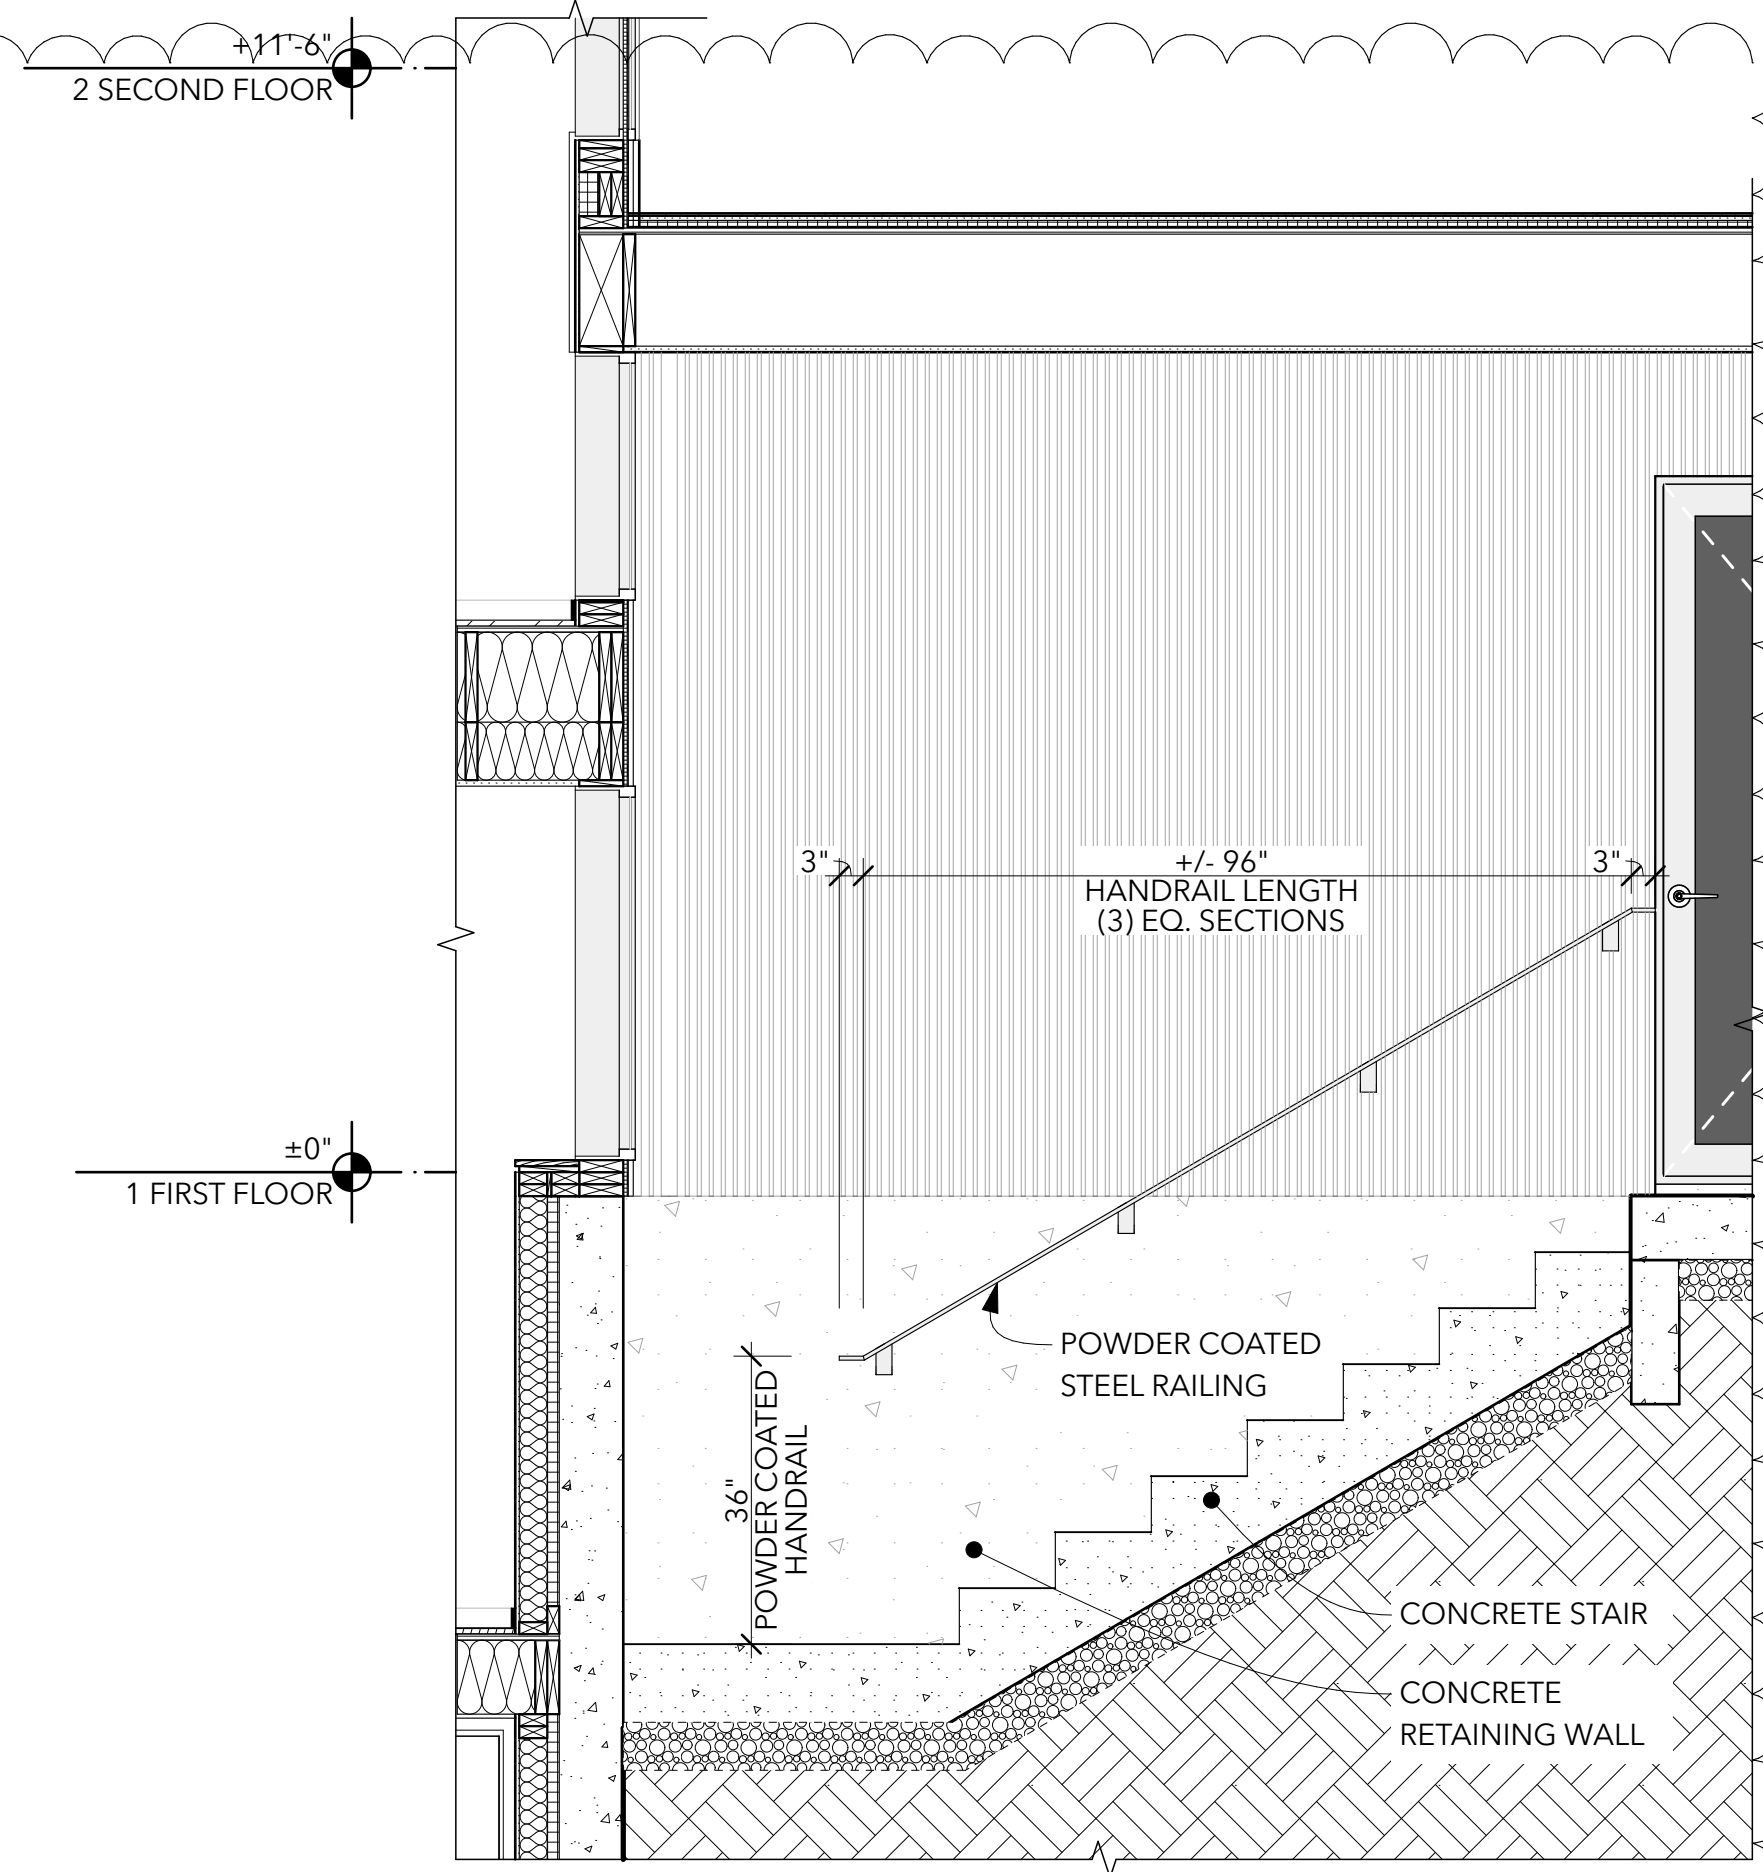 +11'-6"
2 SECOND FLOOR
3"
+/- 96"
HANDRAIL LENGTH
(3) EQ. SECTIONS
3"
±0"
1 FIRST FLOOR
POWDER COATED
STEEL RAILING
36"
POWDER COATED
HANDRAIL
CONCRETE STAIR
CONCRETE
RETAINING WALL